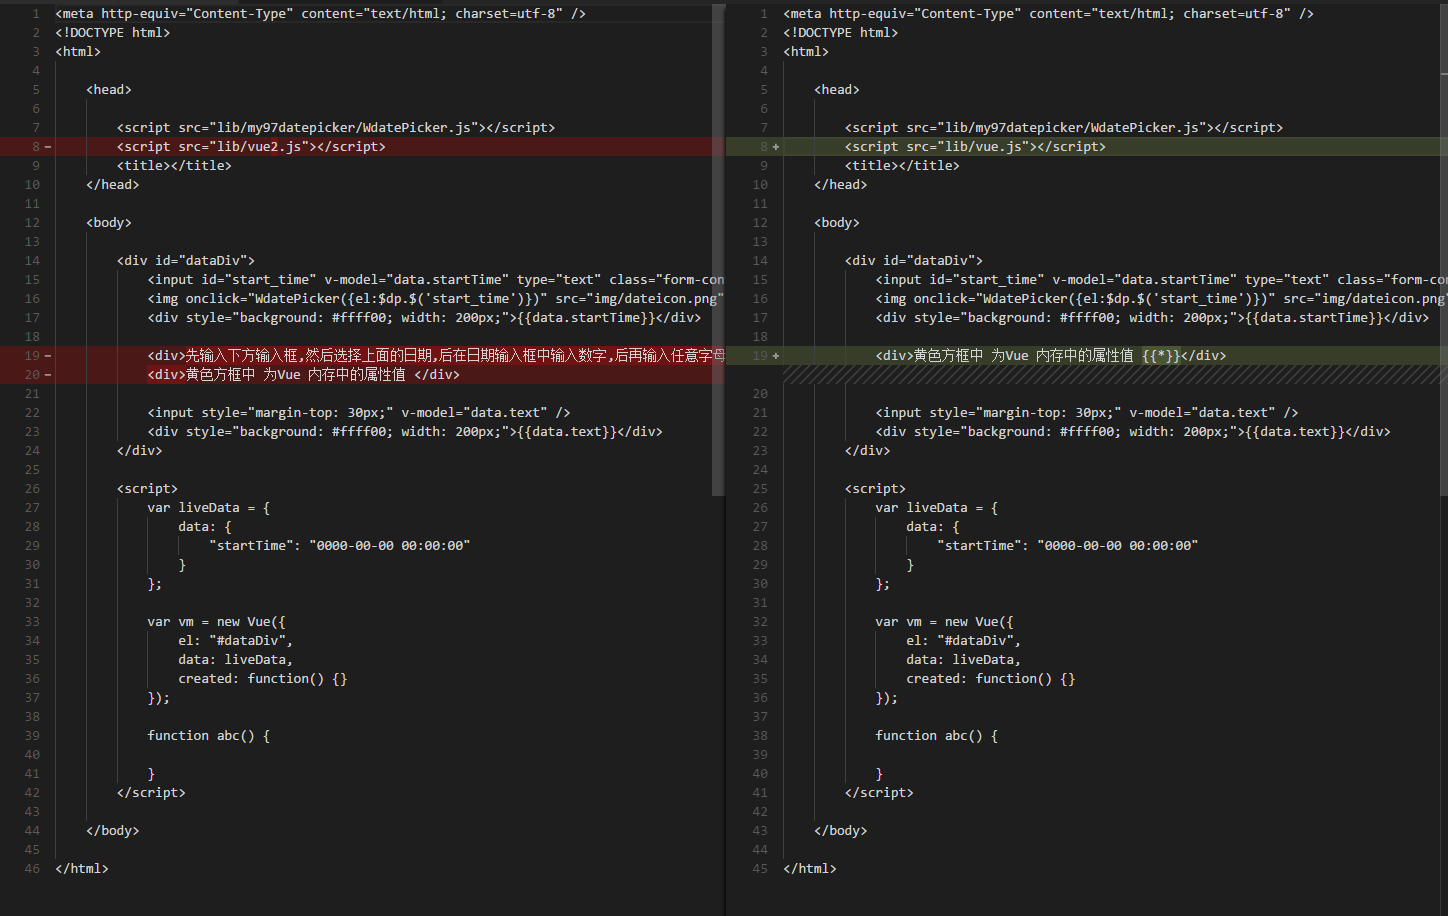 1 <meta http-equiv="Content-Type" content="text/html; charset=utf-8" />
2 <!DOCTYPE html>
3 <html>
4
5 <head>
6
7 <script src="lib/my97datepicker/WdatePicker.js"></script>
8 − <script src="lib/vue2.js"></script>
9 <title></title>
10 </head>
11
12 <body>
13
14 <div id="dataDiv">
15 <input id="start_time" v-model="data.startTime" type="text" class="form-con
16 <img onclick="WdatePicker({el:$dp.$('start_time')})" src="img/dateicon.png"
17 <div style="background: #ffff00; width: 200px;">{{data.startTime}}</div>
18
19 − <div>先输入下方输入框,然后选择上面的日期,后在日期输入框中输入数字,后再输入任意字母
20 − <div>黄色方框中 为Vue 内存中的属性值 </div>
21
22 <input style="margin-top: 30px;" v-model="data.text" />
23 <div style="background: #ffff00; width: 200px;">{{data.text}}</div>
24 </div>
25
26 <script>
27 var liveData = {
28 data: {
29 "startTime": "0000-00-00 00:00:00"
30 }
31 };
32
33 var vm = new Vue({
34 el: "#dataDiv",
35 data: liveData,
36 created: function() {}
37 });
38
39 function abc() {
40
41 }
42 </script>
43
44 </body>
45
46 </html>
1 <meta http-equiv="Content-Type" content="text/html; charset=utf-8" />
2 <!DOCTYPE html>
3 <html>
4
5 <head>
6
7 <script src="lib/my97datepicker/WdatePicker.js"></script>
8 + <script src="lib/vue.js"></script>
9 <title></title>
10 </head>
11
12 <body>
13
14 <div id="dataDiv">
15 <input id="start_time" v-model="data.startTime" type="text" class="form-con
16 <img onclick="WdatePicker({el:$dp.$('start_time')})" src="img/dateicon.png"
17 <div style="background: #ffff00; width: 200px;">{{data.startTime}}</div>
18
19 + <div>黄色方框中 为Vue 内存中的属性值 {{*}}</div>
20
21 <input style="margin-top: 30px;" v-model="data.text" />
22 <div style="background: #ffff00; width: 200px;">{{data.text}}</div>
23 </div>
24
25 <script>
26 var liveData = {
27 data: {
28 "startTime": "0000-00-00 00:00:00"
29 }
30 };
31
32 var vm = new Vue({
33 el: "#dataDiv",
34 data: liveData,
35 created: function() {}
36 });
37
38 function abc() {
39
40 }
41 </script>
42
43 </body>
44
45 </html>